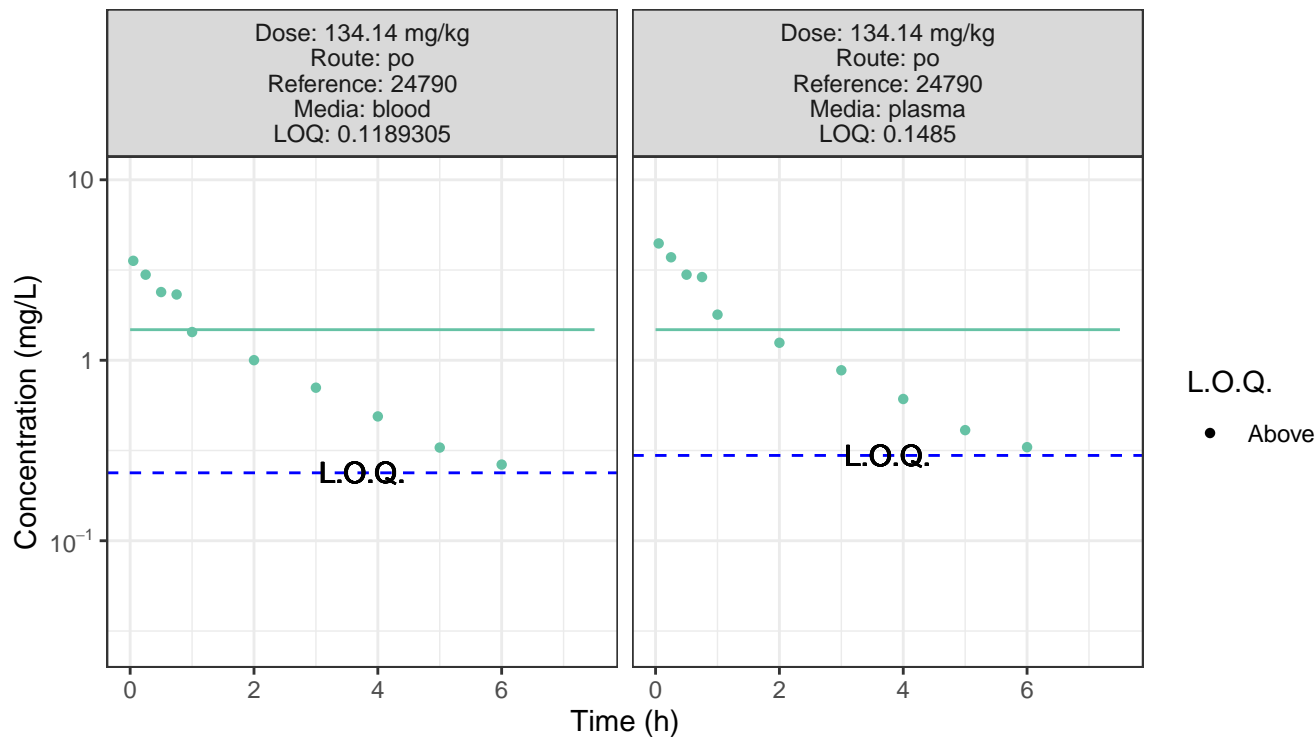 Dose: 134.14 mg/kg
Route: po
Reference: 24790
Media: blood
LOQ: 0.1189305
Dose: 134.14 mg/kg
Route: po
Reference: 24790
Media: plasma
LOQ: 0.1485
Concentration (mg/L)
10
1
10⁻¹
L.O.Q.
L.O.Q.
0 2 4 6
0 2 4 6
Time (h)
L.O.Q.
Above